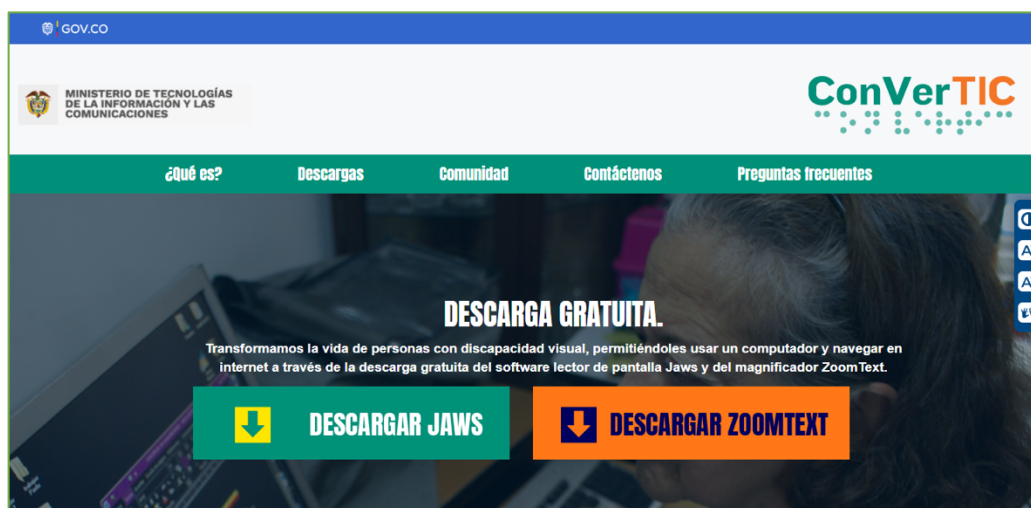 GOV.CO
MINISTERIO DE TECNOLOGÍAS
DE LA INFORMACIÓN Y LAS
COMUNICACIONES
ConVerTIC
¿Qué es? Descargas Comunidad Contáctenos Preguntas frecuentes
DESCARGA GRATUITA.
Transformamos la vida de personas con discapacidad visual, permitiéndoles usar un computador y navegar en
internet a través de la descarga gratuita del software lector de pantalla Jaws y del magnificador ZoomText.
DESCARGAR JAWS DESCARGAR ZOOMTEXT
A
A